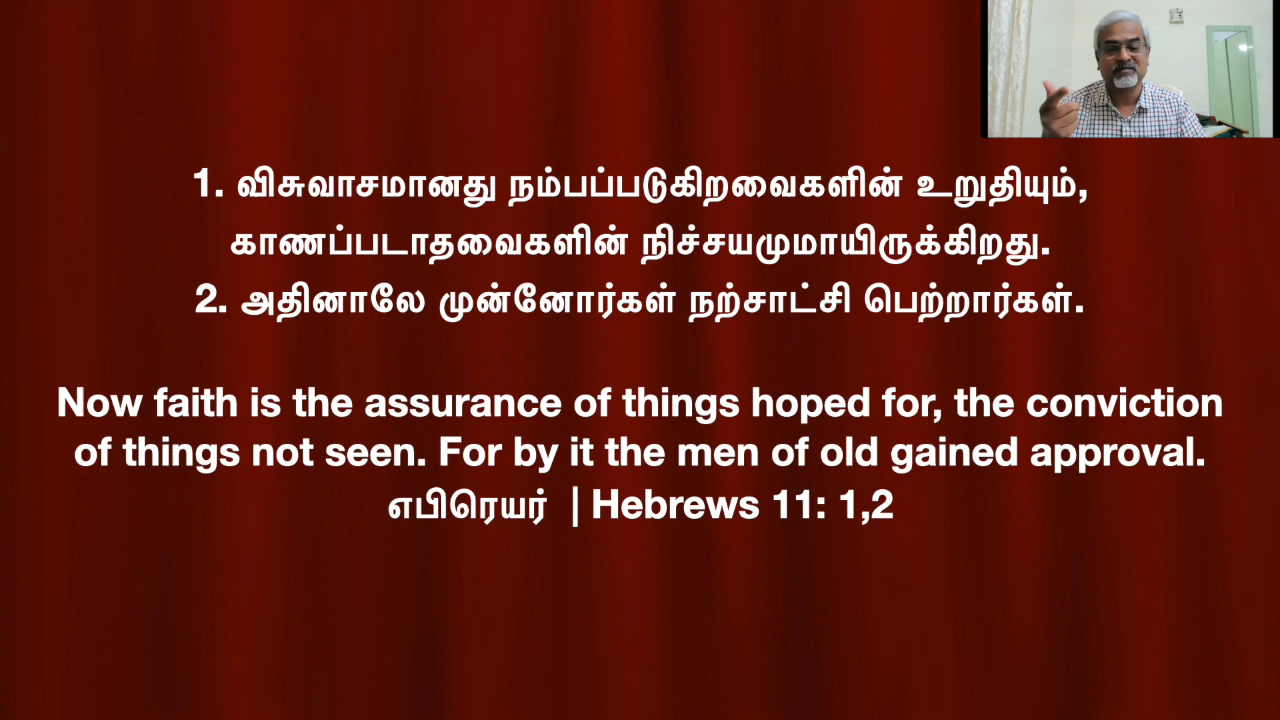 1. விசுவாசமானது நம்பப்படுகிறவைகளின் உறுதியும்,
காணப்படாதவைகளின் நிச்சயமுமாயிருக்கிறது.
2. அதினாலே முன்னோர்கள் நற்சாட்சி பெற்றார்கள்.
Now faith is the assurance of things hoped for, the conviction
of things not seen. For by it the men of old gained approval.
எபிரெயர் | Hebrews 11: 1,2